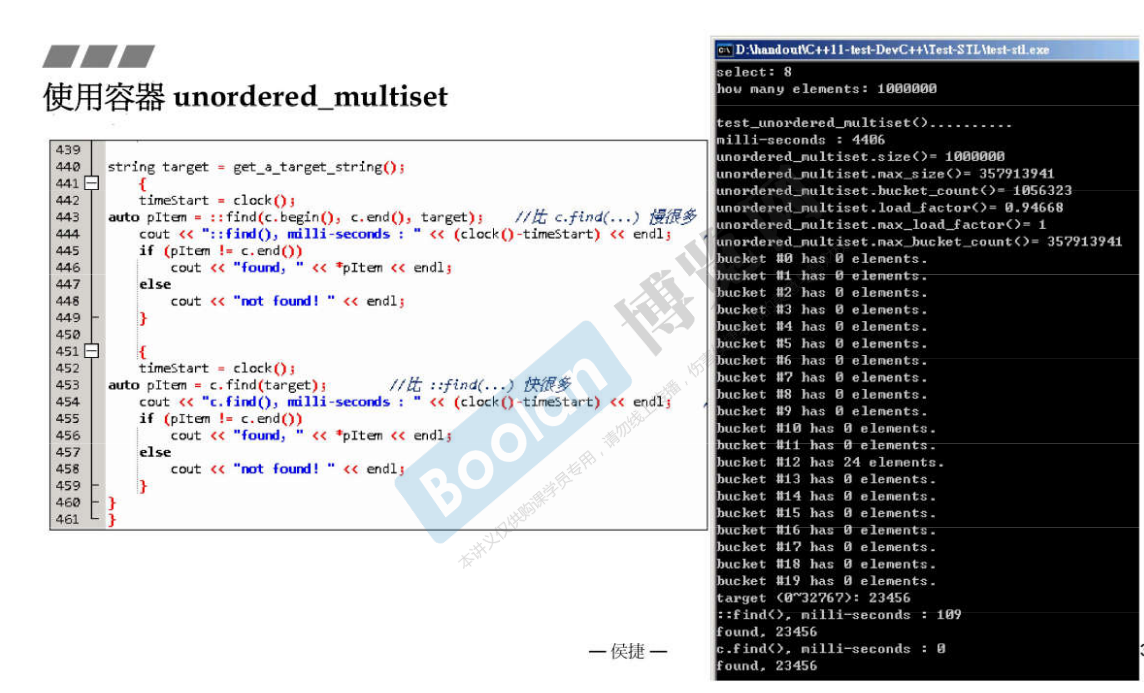 使用容器 unordered_multiset
439
440 string target = get_a_target_string();
441 {
442 timeStart = clock();
443 auto pItem = ::find(c.begin(), c.end(), target); //比 c.find(...) 慢很多
444 cout << "::find(), milli-seconds : " << (clock()-timeStart) << endl;
445 if (pItem != c.end())
446 cout << "found, " << *pItem << endl;
447 else
448 cout << "not found! " << endl;
449 }
450
451 {
452 timeStart = clock();
453 auto pItem = c.find(target); //比 ::find(...) 快很多
454 cout << "c.find(), milli-seconds : " << (clock()-timeStart) << endl;
455 if (pItem != c.end())
456 cout << "found, " << *pItem << endl;
457 else
458 cout << "not found! " << endl;
459 }
460 }
461 }
Boolan
博览
本讲义仅供购课学员专用,请勿线上传播,
— 侯捷 —
D:\handout\C++11-test-DevC++\Test-STL\test-stl.exe
select: 8
how many elements: 1000000
test_unordered_multiset()..........
milli-seconds : 4406
unordered_multiset.size()= 1000000
unordered_multiset.max_size()= 357913941
unordered_multiset.bucket_count()= 1056323
unordered_multiset.load_factor()= 0.94668
unordered_multiset.max_load_factor()= 1
unordered_multiset.max_bucket_count()= 357913941
bucket #0 has 0 elements.
bucket #1 has 0 elements.
bucket #2 has 0 elements.
bucket #3 has 0 elements.
bucket #4 has 0 elements.
bucket #5 has 0 elements.
bucket #6 has 0 elements.
bucket #7 has 0 elements.
bucket #8 has 0 elements.
bucket #9 has 0 elements.
bucket #10 has 0 elements.
bucket #11 has 0 elements.
bucket #12 has 24 elements.
bucket #13 has 0 elements.
bucket #14 has 0 elements.
bucket #15 has 0 elements.
bucket #16 has 0 elements.
bucket #17 has 0 elements.
bucket #18 has 0 elements.
bucket #19 has 0 elements.
target (0~32767): 23456
::find(), milli-seconds : 109
found, 23456
c.find(), milli-seconds : 0
found, 23456